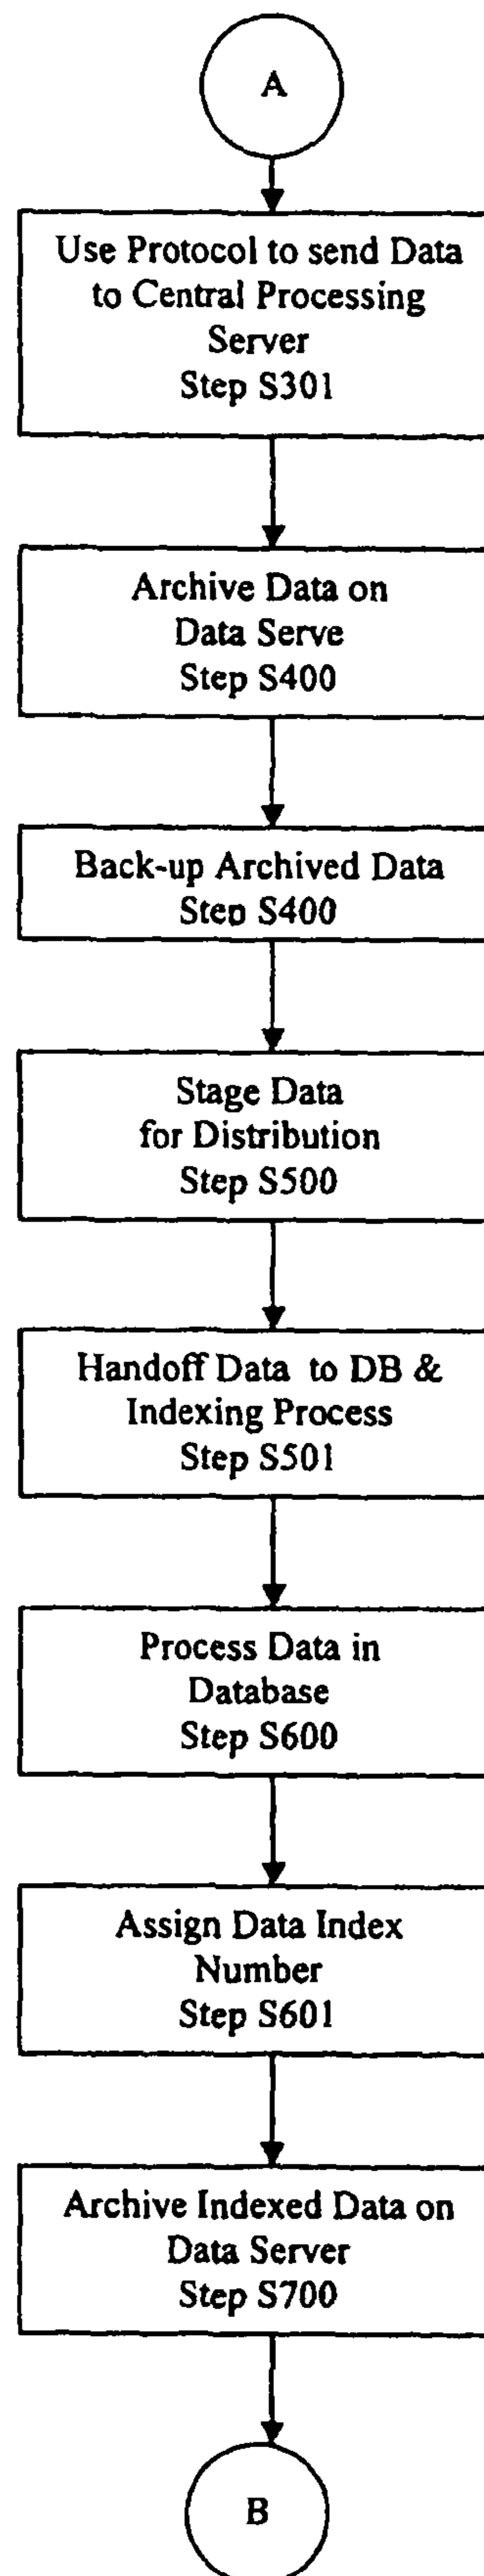 A
Use Protocol to send Data
to Central Processing
Server
Step S301
Archive Data on
Data Serve
Step S400
Back-up Archived Data
Step S400
Stage Data
for Distribution
Step S500
Handoff Data to DB &
Indexing Process
Step S501
Process Data in
Database
Step S600
Assign Data Index
Number
Step S601
Archive Indexed Data on
Data Server
Step S700
B